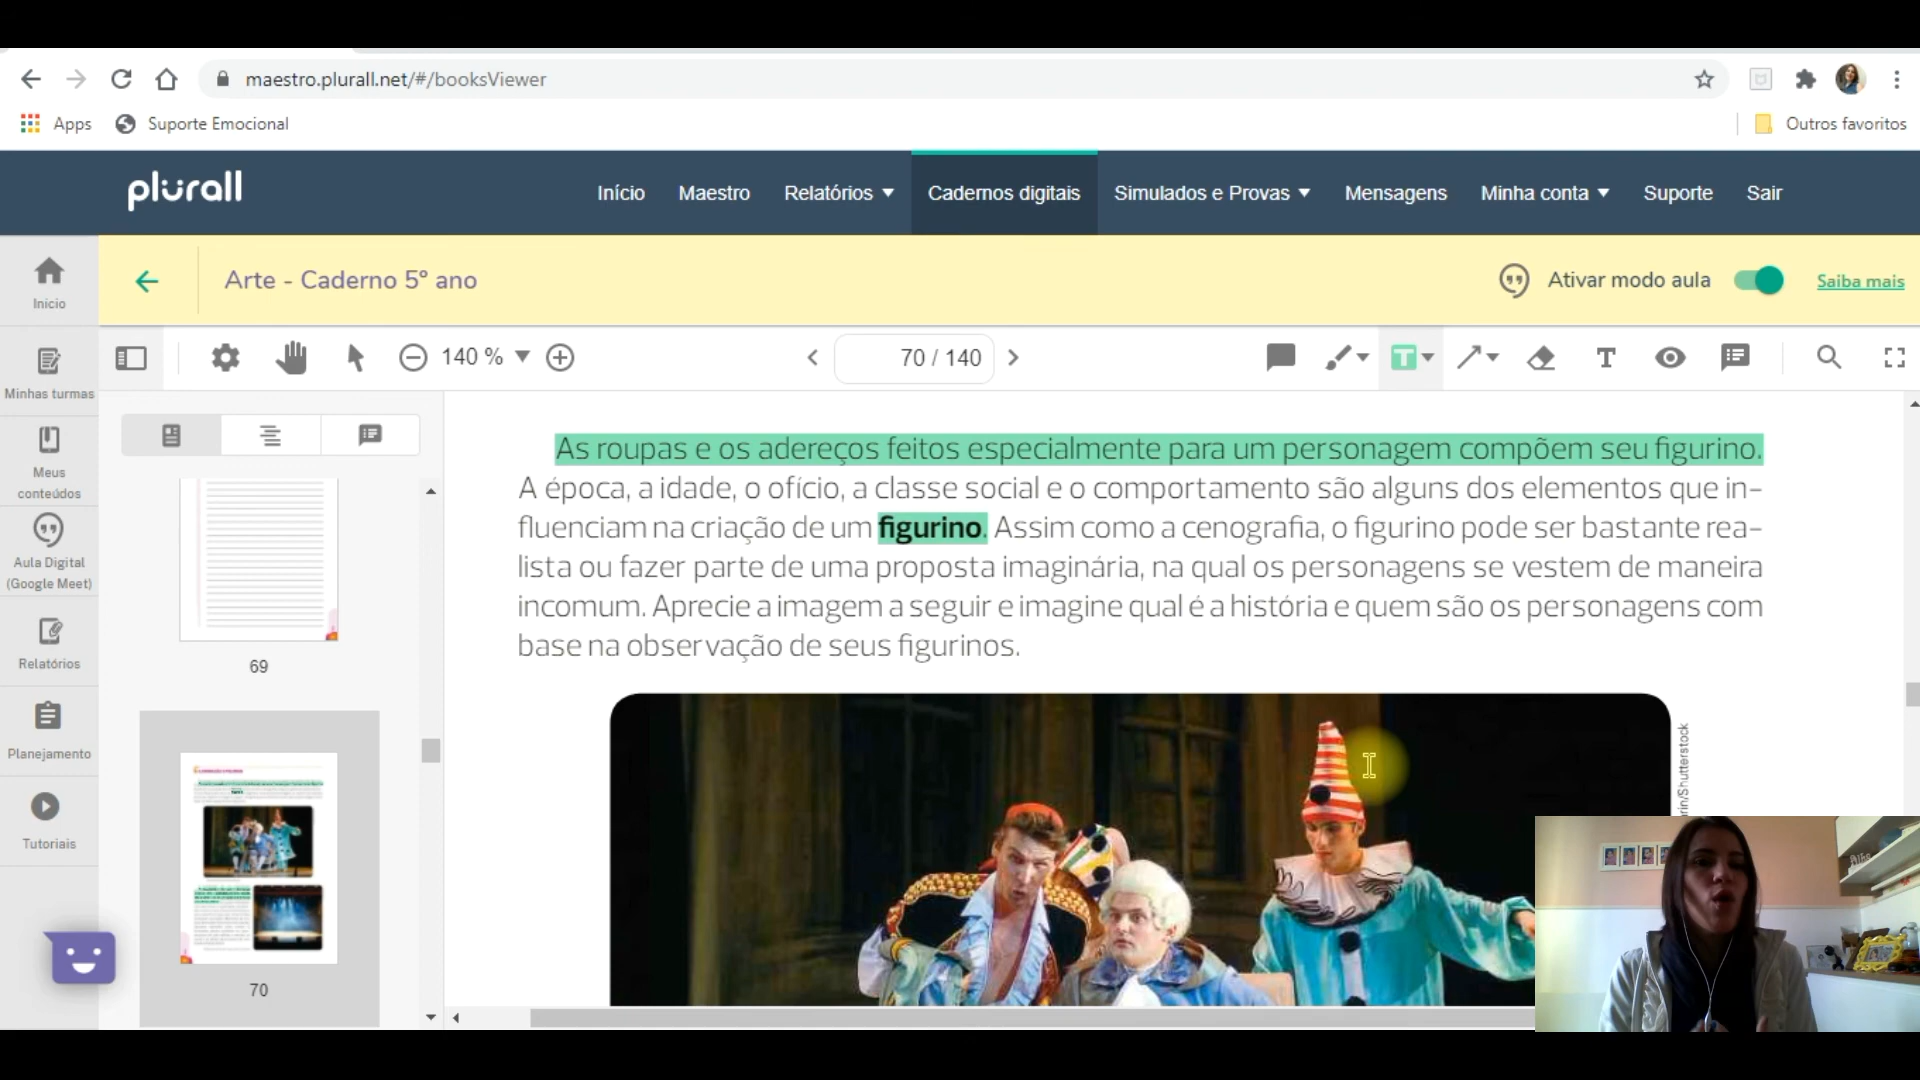 maestro.plurall.net/#/booksViewer
Apps
Suporte Emocional
Outros favoritos
plurall
Início
Maestro
Relatórios
Cadernos digitais
Simulados e Provas
Mensagens
Minha conta
Suporte
Sair
Início
Arte - Caderno 5º ano
Ativar modo aula
Saiba mais
140 %
70 / 140
T
Minhas turmas
Meus
conteúdos
Aula Digital
(Google Meet)
Relatórios
Planejamento
Tutoriais
69
70
As roupas e os adereços feitos especialmente para um personagem compõem seu figurino.
A época, a idade, o ofício, a classe social e o comportamento são alguns dos elementos que in-
fluenciam na criação de um figurino. Assim como a cenografia, o figurino pode ser bastante rea-
lista ou fazer parte de uma proposta imaginária, na qual os personagens se vestem de maneira
incomum. Aprecie a imagem a seguir e imagine qual é a história e quem são os personagens com
base na observação de seus figurinos.
/Shutterstock